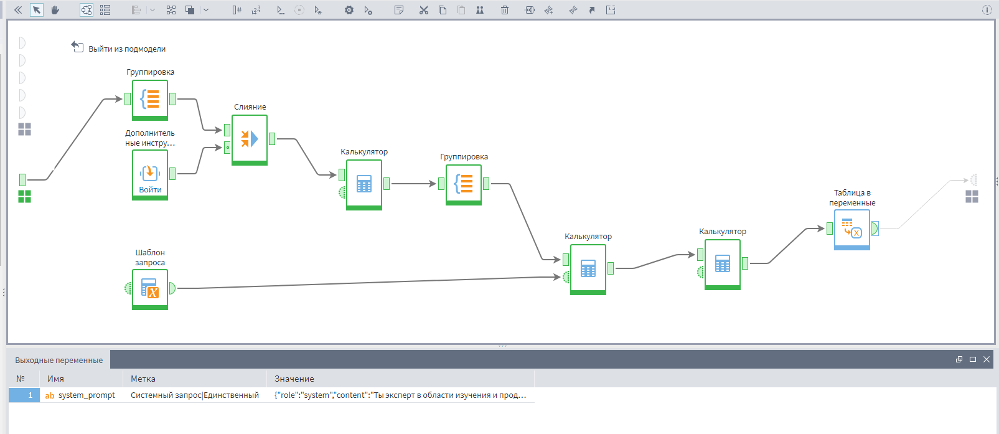 Выйти из подмодели
Группировка
Слияние
Дополнитель
ные инстру...
Войти
Калькулятор
Группировка
Таблица в
переменные
Калькулятор
Калькулятор
Шаблон
запроса
Выходные переменные
№ Имя Метка Значение
1 ab system_prompt Системный запрос|Единственный {"role":"system","content":"Ты эксперт в области изучения и прод...